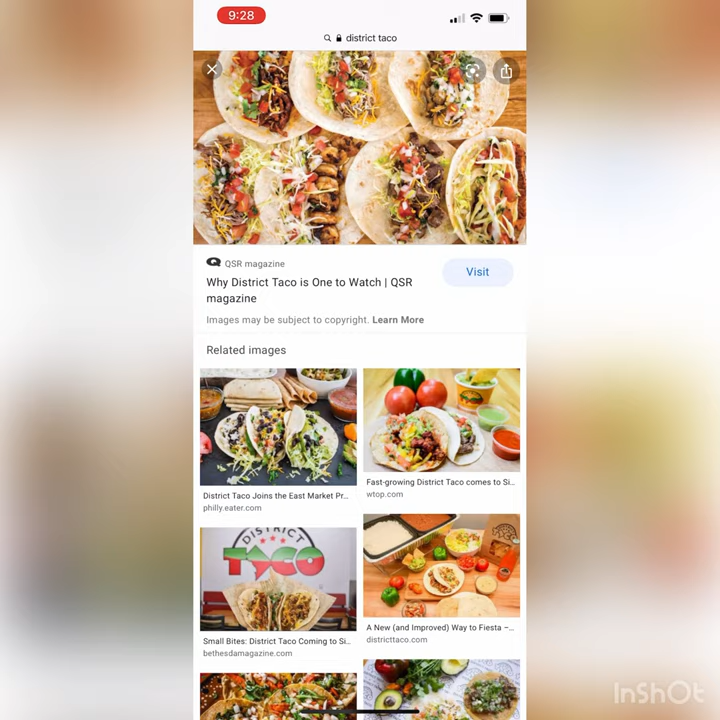 9:28
district taco
QSR magazine
Why District Taco is One to Watch | QSR
magazine
Visit
Images may be subject to copyright. Learn More
Related images
District Taco Joins the East Market Pr...
philly.eater.com
Fast-growing District Taco comes to Si...
wtop.com
DISTRICT
TACO
Small Bites: District Taco Coming to Si...
bethesdamagazine.com
A New (and Improved) Way to Fiesta –...
districttaco.com
InShOt